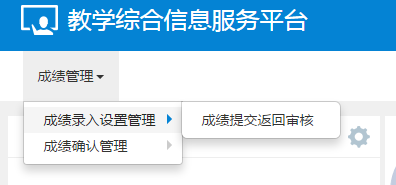 教学综合信息服务平台
成绩管理
成绩录入设置管理
成绩提交返回审核
成绩确认管理